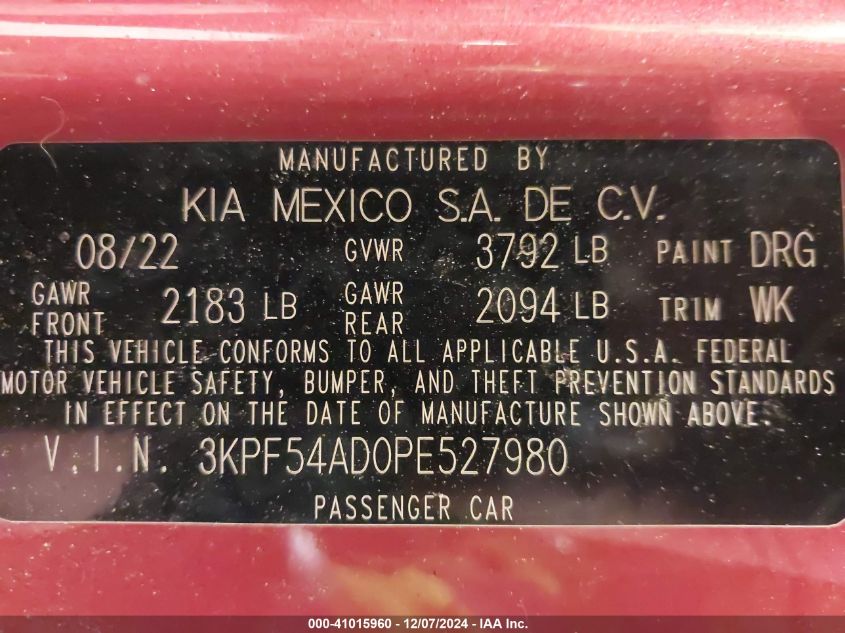 MANUFACTURED BY
KIA MEXICO S.A. DE C.V.
08/22 GVWR 3792 LB PAINT DRG
GAWR FRONT 2183 LB GAWR REAR 2094 LB TRIM WK
THIS VEHICLE CONFORMS TO ALL APPLICABLE U.S.A. FEDERAL
MOTOR VEHICLE SAFETY, BUMPER, AND THEFT PREVENTION STANDARDS
IN EFFECT ON THE DATE OF MANUFACTURE SHOWN ABOVE.
V.I.N. 3KPF54AD0PE527980
PASSENGER CAR
000-41015960 - 12/07/2024 - IAA Inc.